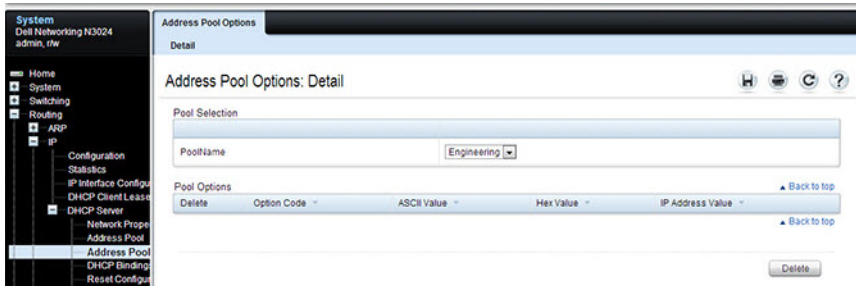 System
Dell Networking N3024
admin, r/w
Home
System
Switching
Routing
ARP
IP
Configuration
Statistics
IP Interface Configu
DHCP Client Lease
DHCP Server
Network Prope
Address Pool
Address Pool
DHCP Binding
Reset Configur
Address Pool Options
Detail
Address Pool Options: Detail
Pool Selection
PoolName Engineering
Pool Options Back to top
Delete Option Code ASCII Value Hex Value IP Address Value
Back to top
Delete